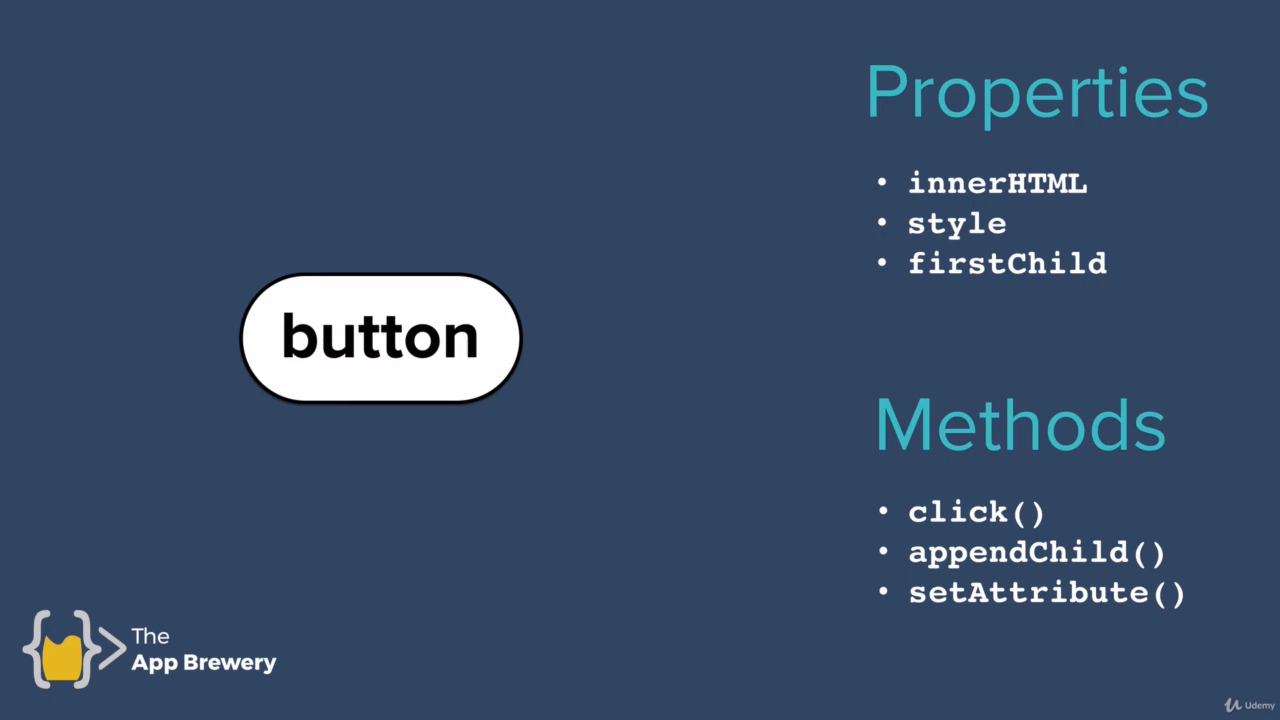 Properties
• innerHTML
• style
• firstChild
button
Methods
• click()
• appendChild()
• setAttribute()
The
App Brewery
Udemy